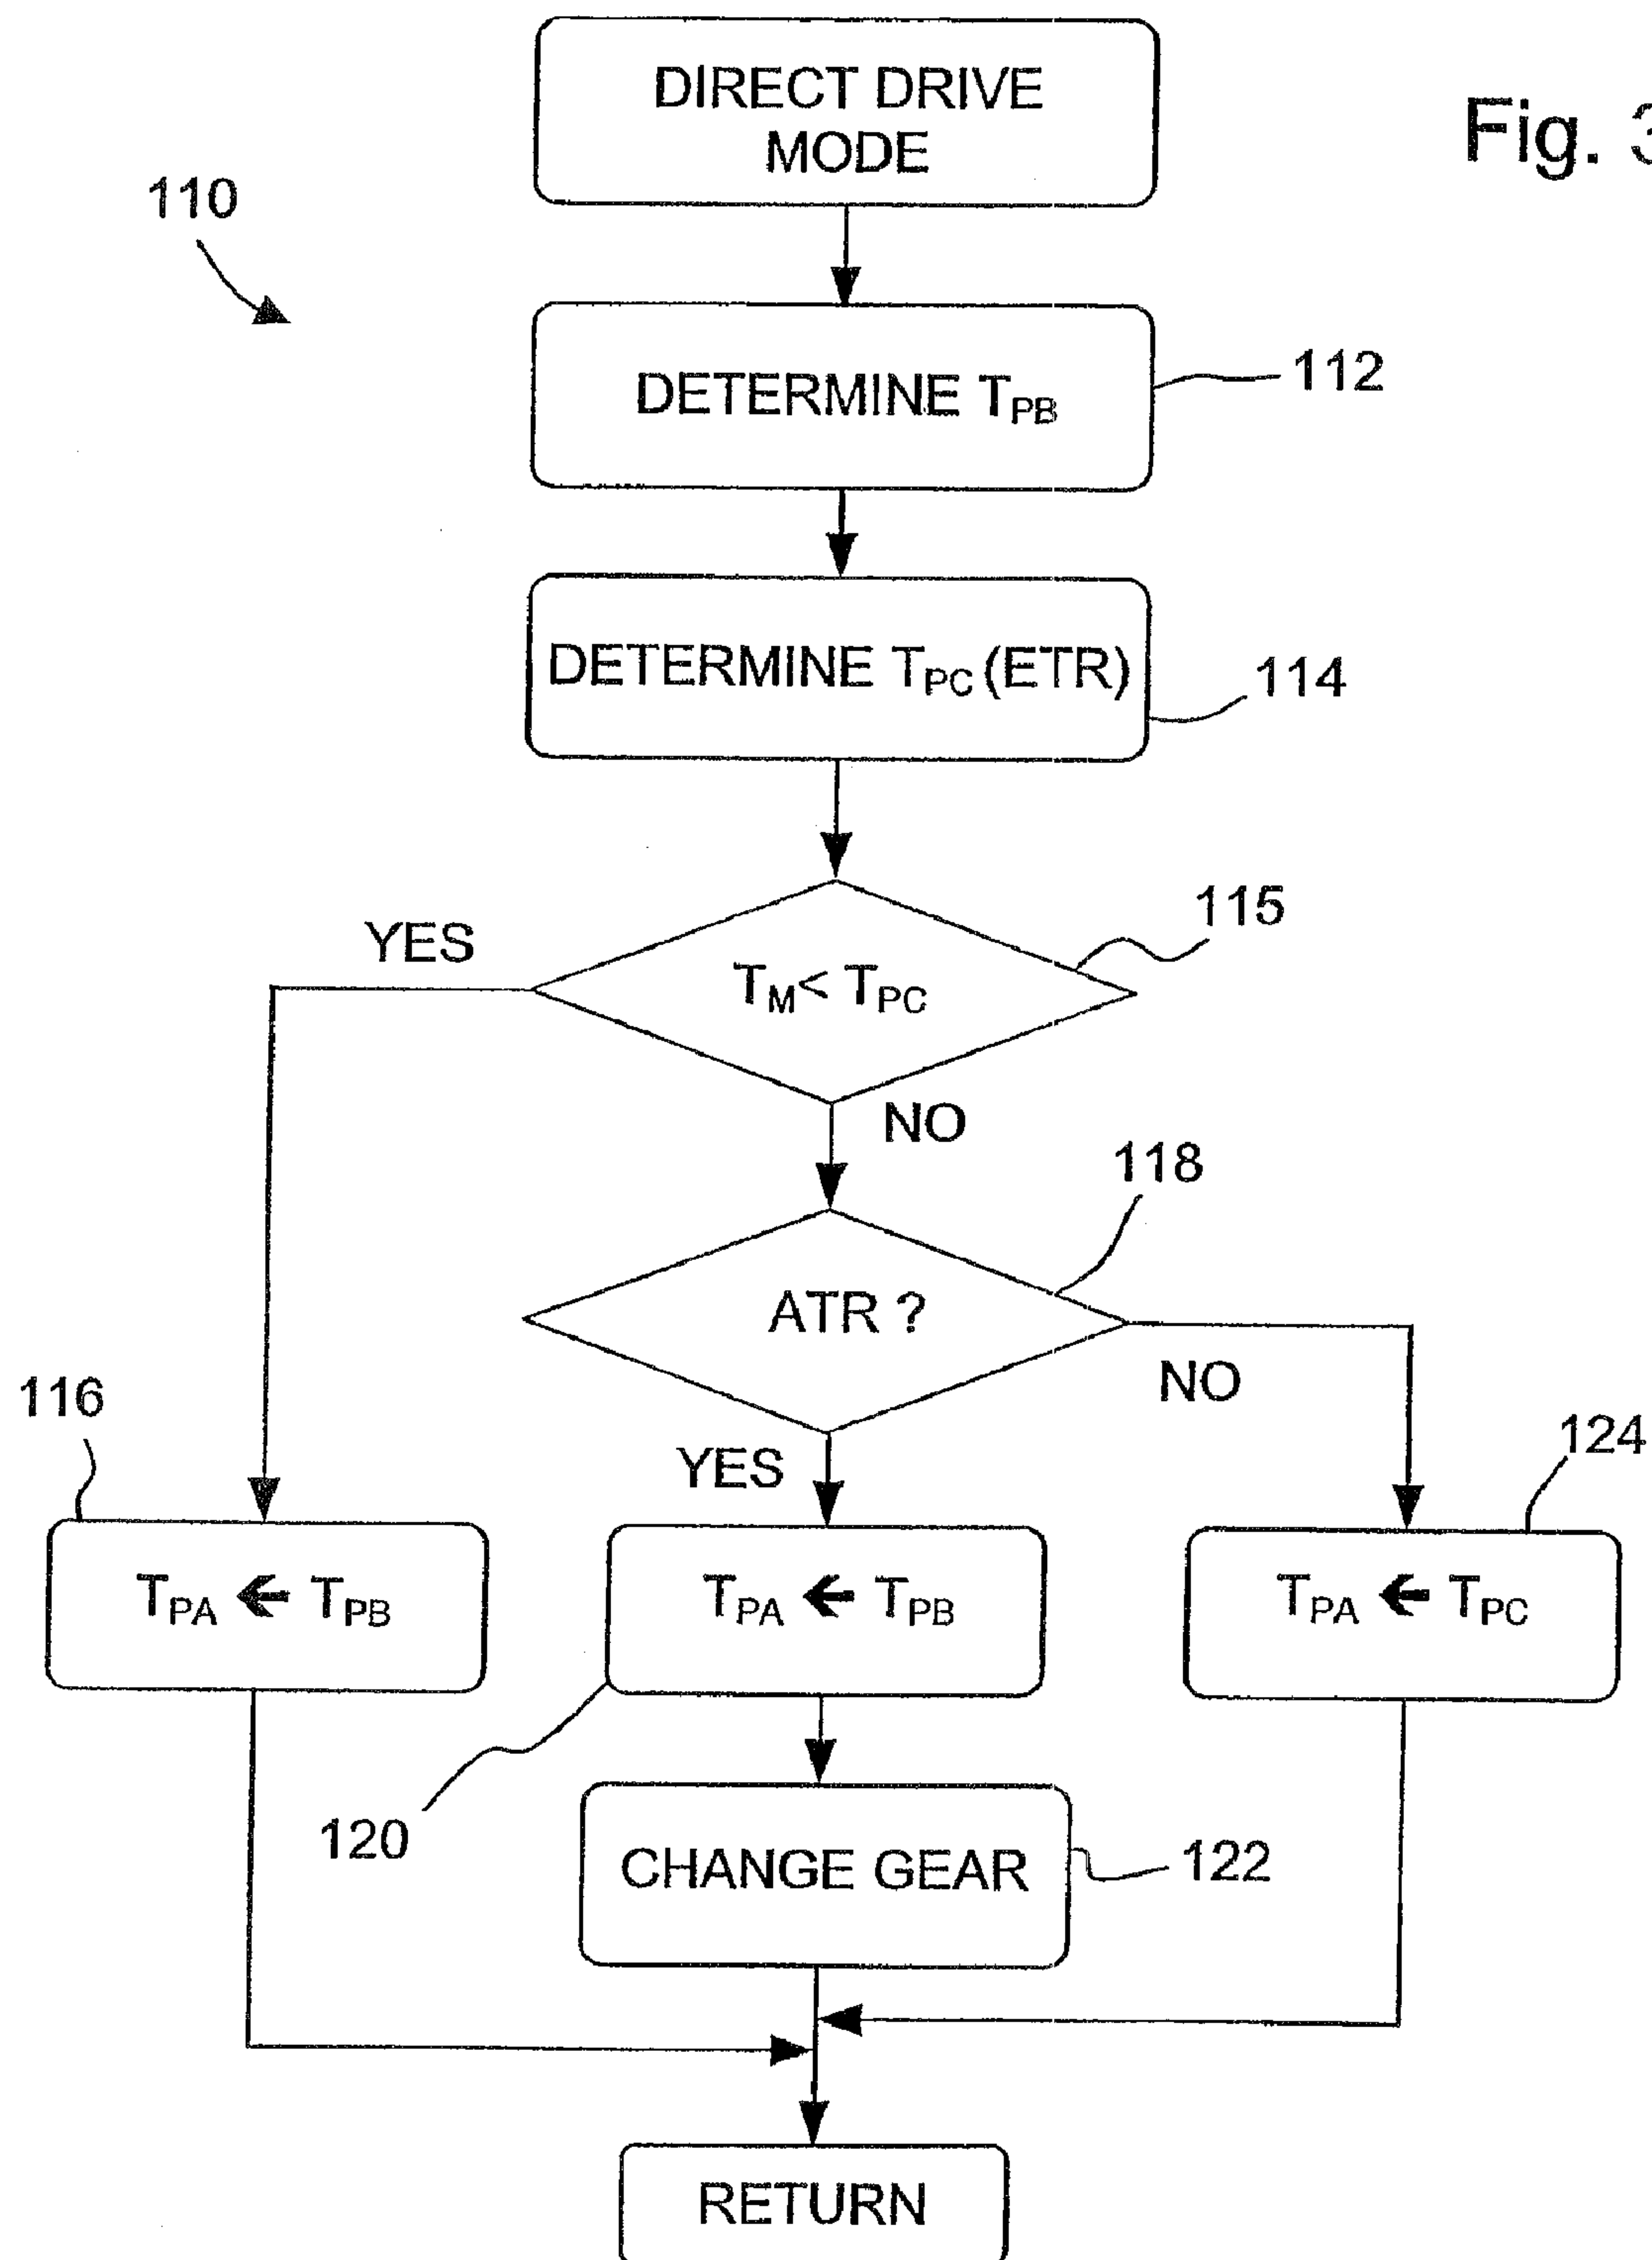 DIRECT DRIVE
MODE
Fig. 3
110
DETERMINE TPB
112
DETERMINE TPC (ETR)
114
115
YES
TM< TPC
NO
118
ATR ?
NO
116
YES
124
TPA ← TPB
TPA ← TPB
TPA ← TPC
120
CHANGE GEAR
122
RETURN